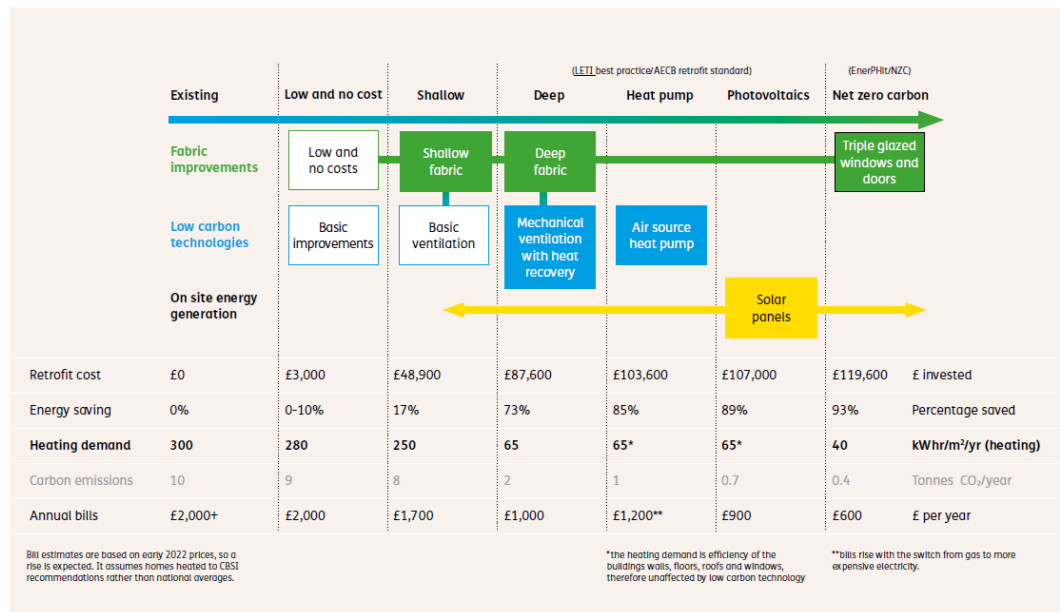 (LETI best practice/AECB retrofit standard)
(EnerPHit/NZC)
Existing
Low and no cost
Shallow
Deep
Heat pump
Photovoltaics
Net zero carbon
Fabric
improvements
Low and
no costs
Shallow
fabric
Deep
fabric
Triple glazed
windows and
doors
Low carbon
technologies
Basic
improvements
Basic
ventilation
Mechanical
ventilation
with heat
recovery
Air source
heat pump
On site energy
generation
Solar
panels
Retrofit cost £0 £3,000 £48,900 £87,600 £103,600 £107,000 £119,600 £ invested
Energy saving 0% 0-10% 17% 73% 85% 89% 93% Percentage saved
Heating demand 300 280 250 65 65* 65* 40 kWhr/m²/yr (heating)
Carbon emissions 10 9 8 2 1 0.7 0.4 Tonnes CO₂/year
Annual bills £2,000+ £2,000 £1,700 £1,000 £1,200** £900 £600 £ per year
Bill estimates are based on early 2022 prices, so a
rise is expected. It assumes homes heated to CBSI
recommendations rather than national averages.
*the heating demand is efficiency of the
buildings walls, floors, roofs and windows,
therefore unaffected by low carbon technology
**bills rise with the switch from gas to more
expensive electricity.